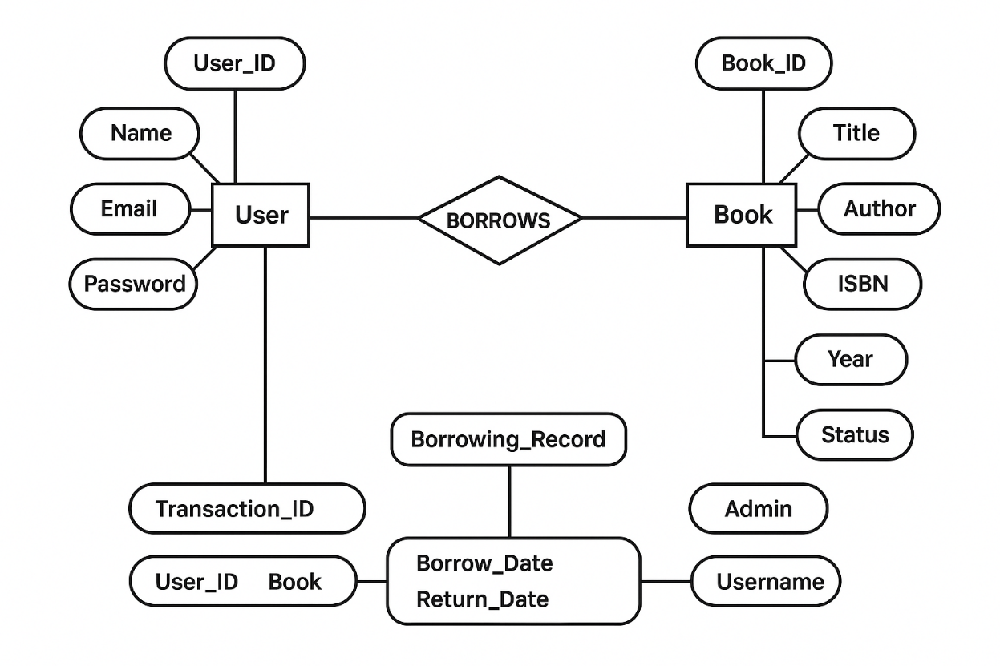 User_ID
Book_ID
Name
Title
Email
User
BORROWS
Book
Author
Password
ISBN
Year
Status
Borrowing_Record
Transaction_ID
Admin
User_ID Book
Borrow_Date
Return_Date
Username